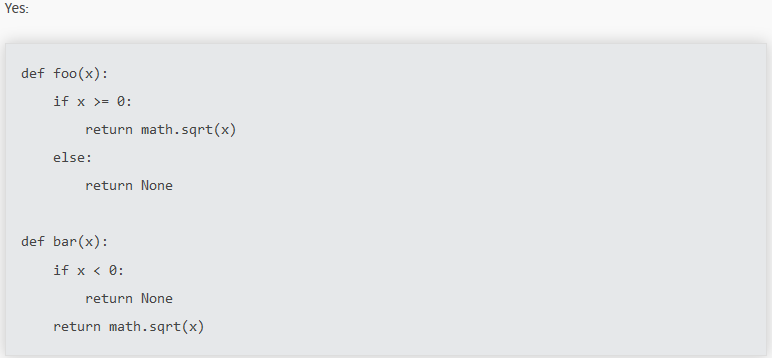 Yes:
def foo(x):
    if x >= 0:
        return math.sqrt(x)
    else:
        return None
def bar(x):
    if x < 0:
        return None
    return math.sqrt(x)